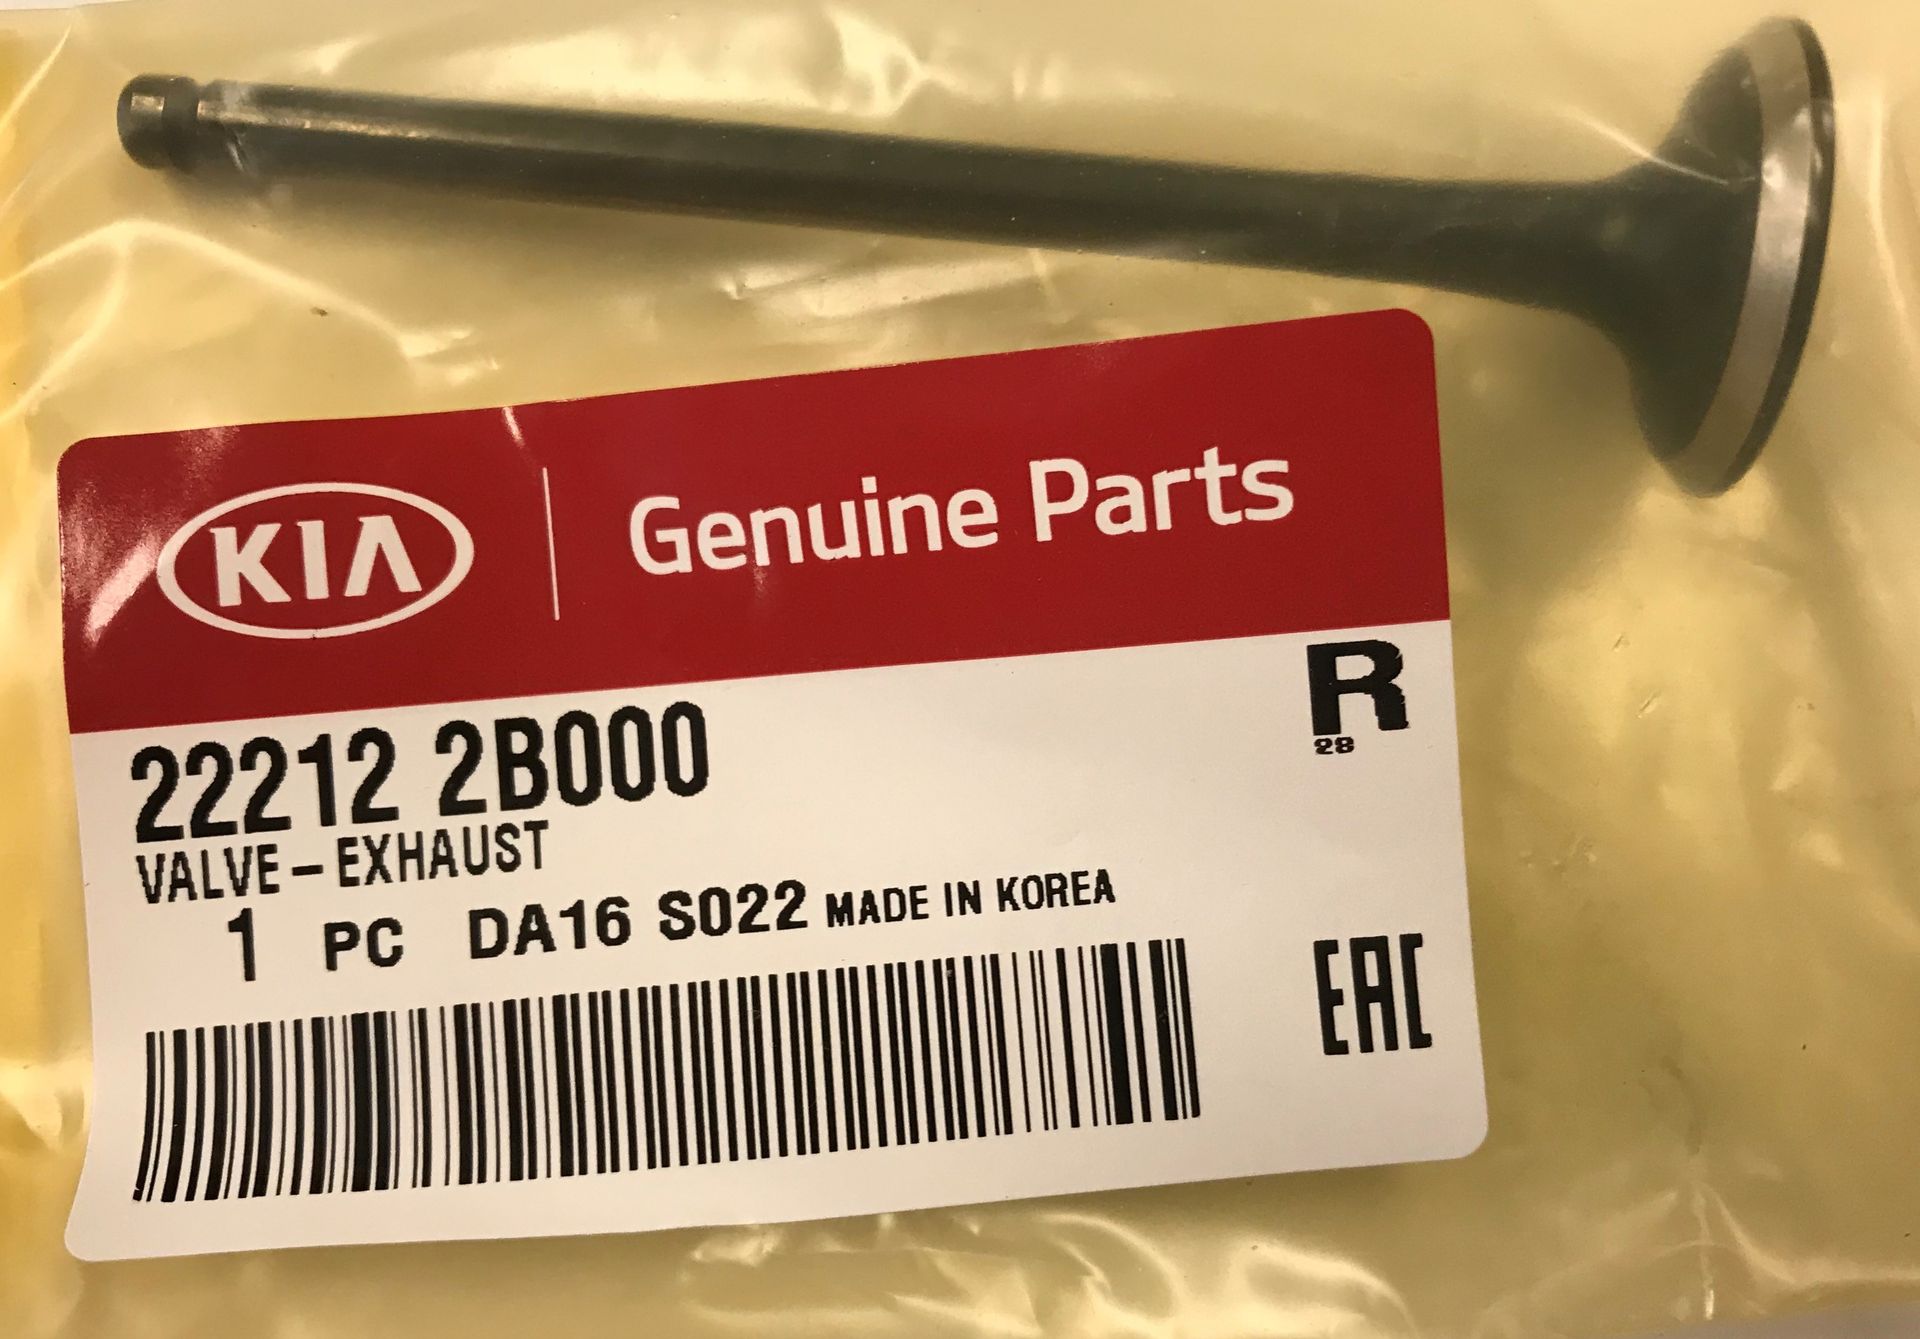 KIA Genuine Parts
R
28
22212 2B000
VALVE-EXHAUST
1 PC DA16 S022 MADE IN KOREA
EAC